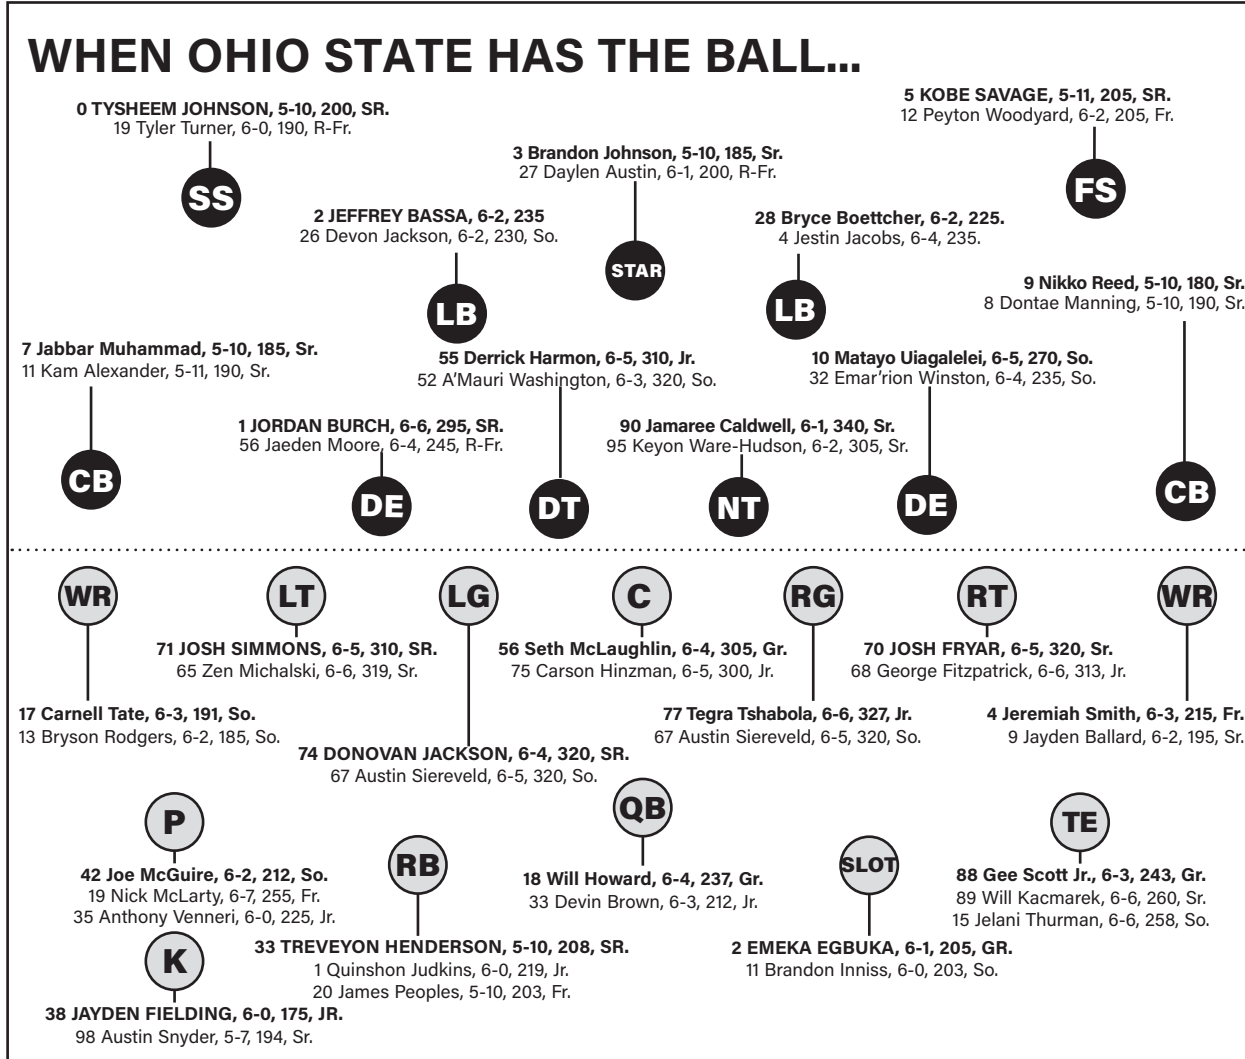 WHEN OHIO STATE HAS THE BALL...
0 TYSHEEM JOHNSON, 5-10, 200, SR.
19 Tyler Turner, 6-0, 190, R-Fr.
SS
5 KOBE SAVAGE, 5-11, 205, SR.
12 Peyton Woodyard, 6-2, 205, Fr.
FS
3 Brandon Johnson, 5-10, 185, Sr.
27 Daylen Austin, 6-1, 200, R-Fr.
STAR
2 JEFFREY BASSA, 6-2, 235
26 Devon Jackson, 6-2, 230, So.
LB
28 Bryce Boettcher, 6-2, 225.
4 Jestin Jacobs, 6-4, 235.
LB
9 Nikko Reed, 5-10, 180, Sr.
8 Dontae Manning, 5-10, 190, Sr.
CB
7 Jabbar Muhammad, 5-10, 185, Sr.
11 Kam Alexander, 5-11, 190, Sr.
CB
55 Derrick Harmon, 6-5, 310, Jr.
52 A'Mauri Washington, 6-3, 320, So.
DT
10 Matayo Uiagalelei, 6-5, 270, So.
32 Emar'rion Winston, 6-4, 235, So.
DE
1 JORDAN BURCH, 6-6, 295, SR.
56 Jaeden Moore, 6-4, 245, R-Fr.
DE
90 Jamaree Caldwell, 6-1, 340, Sr.
95 Keyon Ware-Hudson, 6-2, 305, Sr.
NT
WR
17 Carnell Tate, 6-3, 191, So.
13 Bryson Rodgers, 6-2, 185, So.
LT
71 JOSH SIMMONS, 6-5, 310, SR.
65 Zen Michalski, 6-6, 319, Sr.
LG
74 DONOVAN JACKSON, 6-4, 320, SR.
67 Austin Siereveld, 6-5, 320, So.
C
56 Seth McLaughlin, 6-4, 305, Gr.
75 Carson Hinzman, 6-5, 300, Jr.
RG
77 Tegra Tshabola, 6-6, 327, Jr.
67 Austin Siereveld, 6-5, 320, So.
RT
70 JOSH FRYAR, 6-5, 320, Sr.
68 George Fitzpatrick, 6-6, 313, Jr.
WR
4 Jeremiah Smith, 6-3, 215, Fr.
9 Jayden Ballard, 6-2, 195, Sr.
P
42 Joe McGuire, 6-2, 212, So.
19 Nick McLarty, 6-7, 255, Fr.
35 Anthony Venneri, 6-0, 225, Jr.
K
38 JAYDEN FIELDING, 6-0, 175, JR.
98 Austin Snyder, 5-7, 194, Sr.
RB
33 TREVEYON HENDERSON, 5-10, 208, SR.
1 Quinshon Judkins, 6-0, 219, Jr.
20 James Peoples, 5-10, 203, Fr.
QB
18 Will Howard, 6-4, 237, Gr.
33 Devin Brown, 6-3, 212, Jr.
SLOT
2 EMEKA EGBUKA, 6-1, 205, GR.
11 Brandon Inniss, 6-0, 203, So.
TE
88 Gee Scott Jr., 6-3, 243, Gr.
89 Will Kacmarek, 6-6, 260, Sr.
15 Jelani Thurman, 6-6, 258, So.